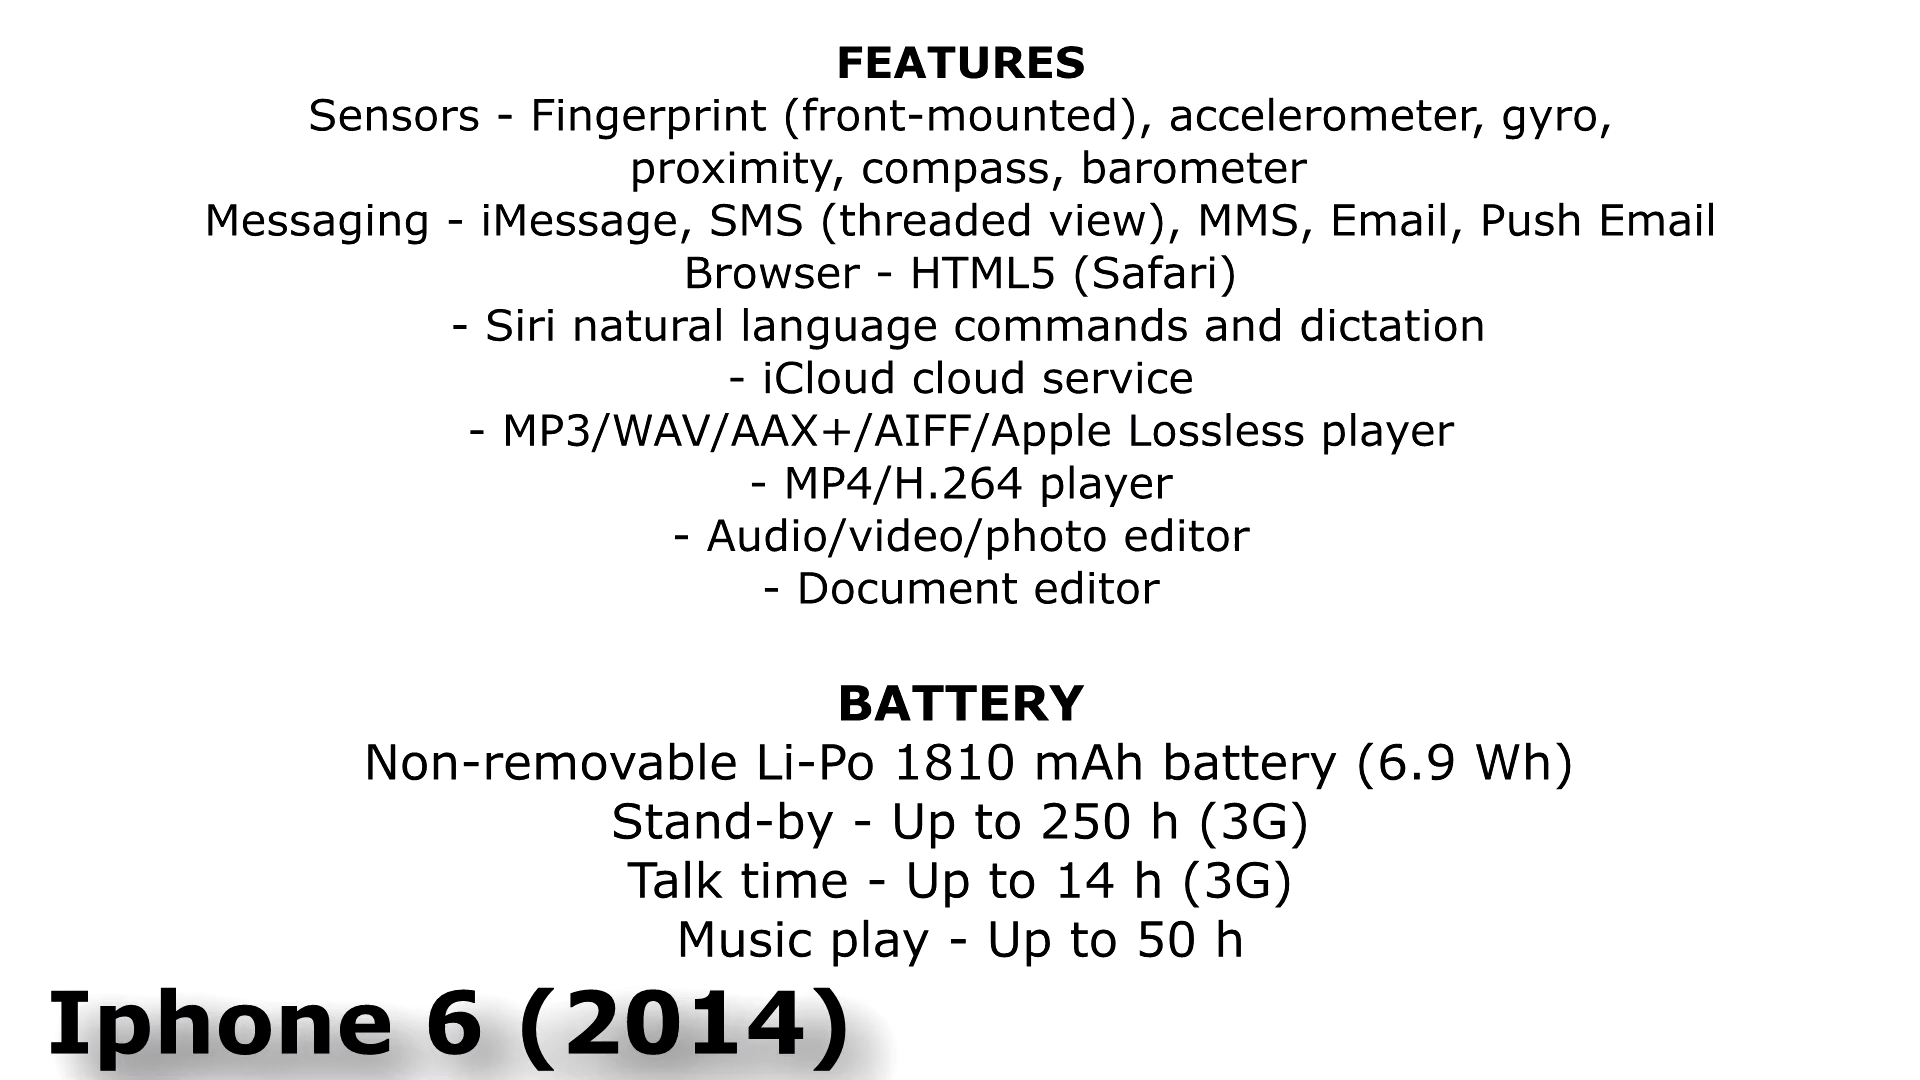 FEATURES
Sensors - Fingerprint (front-mounted), accelerometer, gyro,
proximity, compass, barometer
Messaging - iMessage, SMS (threaded view), MMS, Email, Push Email
Browser - HTML5 (Safari)
- Siri natural language commands and dictation
- iCloud cloud service
- MP3/WAV/AAX+/AIFF/Apple Lossless player
- MP4/H.264 player
- Audio/video/photo editor
- Document editor
BATTERY
Non-removable Li-Po 1810 mAh battery (6.9 Wh)
Stand-by - Up to 250 h (3G)
Talk time - Up to 14 h (3G)
Music play - Up to 50 h
Iphone 6 (2014)